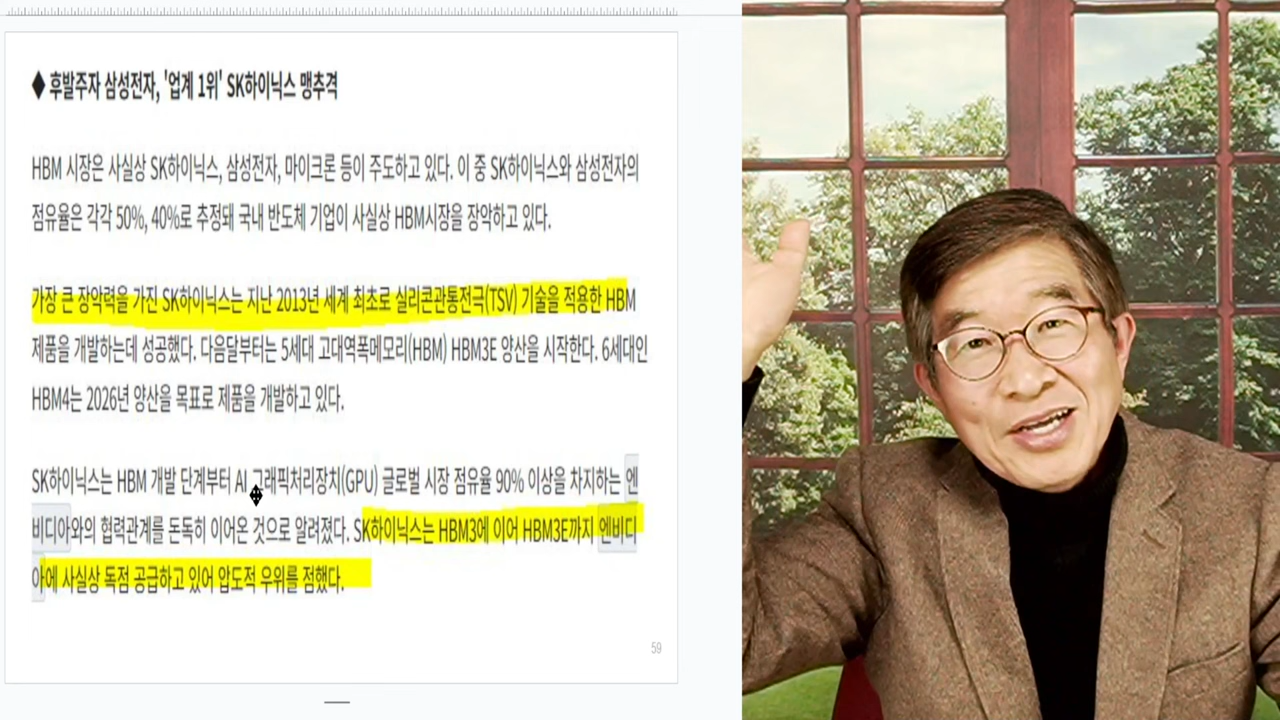 ◆ 후발주자 삼성전자, '업계 1위' SK하이닉스 맹추격
HBM 시장은 사실상 SK하이닉스, 삼성전자, 마이크론 등이 주도하고 있다. 이 중 SK하이닉스와 삼성전자의
점유율은 각각 50%, 40%로 추정돼 국내 반도체 기업이 사실상 HBM시장을 장악하고 있다.
가장 큰 장악력을 가진 SK하이닉스는 지난 2013년 세계 최초로 실리콘관통전극(TSV) 기술을 적용한 HBM
제품을 개발하는데 성공했다. 다음달부터는 5세대 고대역폭메모리(HBM) HBM3E 양산을 시작한다. 6세대인
HBM4는 2026년 양산을 목표로 제품을 개발하고 있다.
SK하이닉스는 HBM 개발 단계부터 AI 그래픽처리장치(GPU) 글로벌 시장 점유율 90% 이상을 차지하는 엔
비디아와의 협력관계를 돈독히 이어온 것으로 알려졌다. SK하이닉스는 HBM3에 이어 HBM3E까지 엔비디
아에 사실상 독점 공급하고 있어 압도적 우위를 점했다.
59